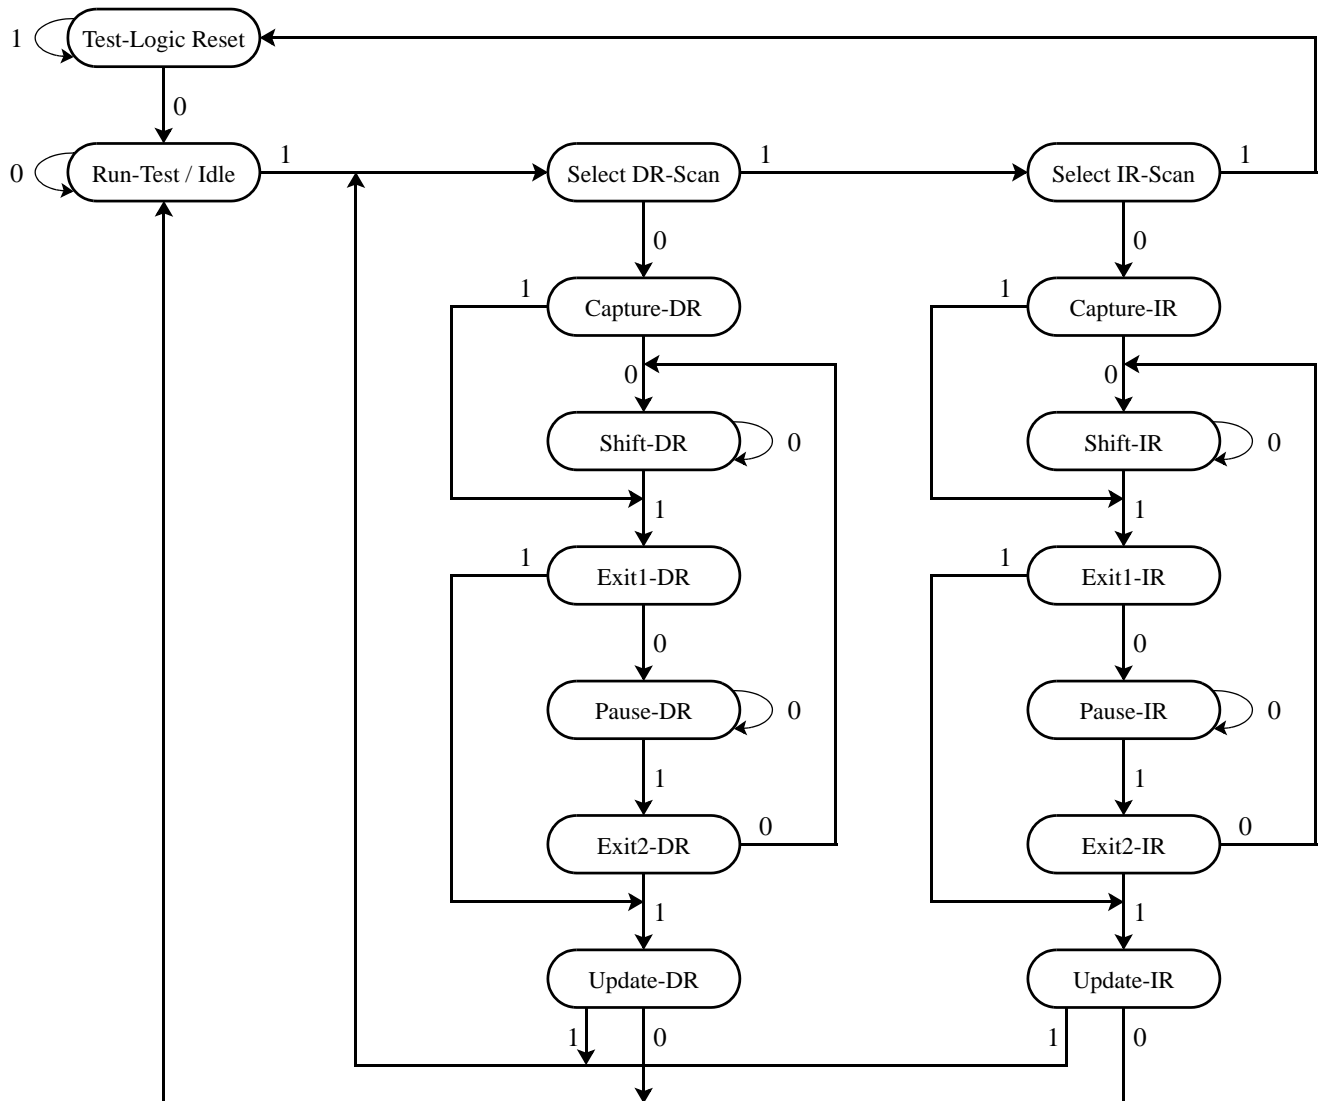 1 Test-Logic Reset
0
0 Run-Test / Idle 1 Select DR-Scan 1 Select IR-Scan 1
0 0
1 Capture-DR 1 Capture-IR
0 0
Shift-DR 0 Shift-IR 0
1 1
1 Exit1-DR 1 Exit1-IR
0 0
Pause-DR 0 Pause-IR 0
1 1
Exit2-DR 0 Exit2-IR 0
1 1
Update-DR Update-IR
1 0 1 0